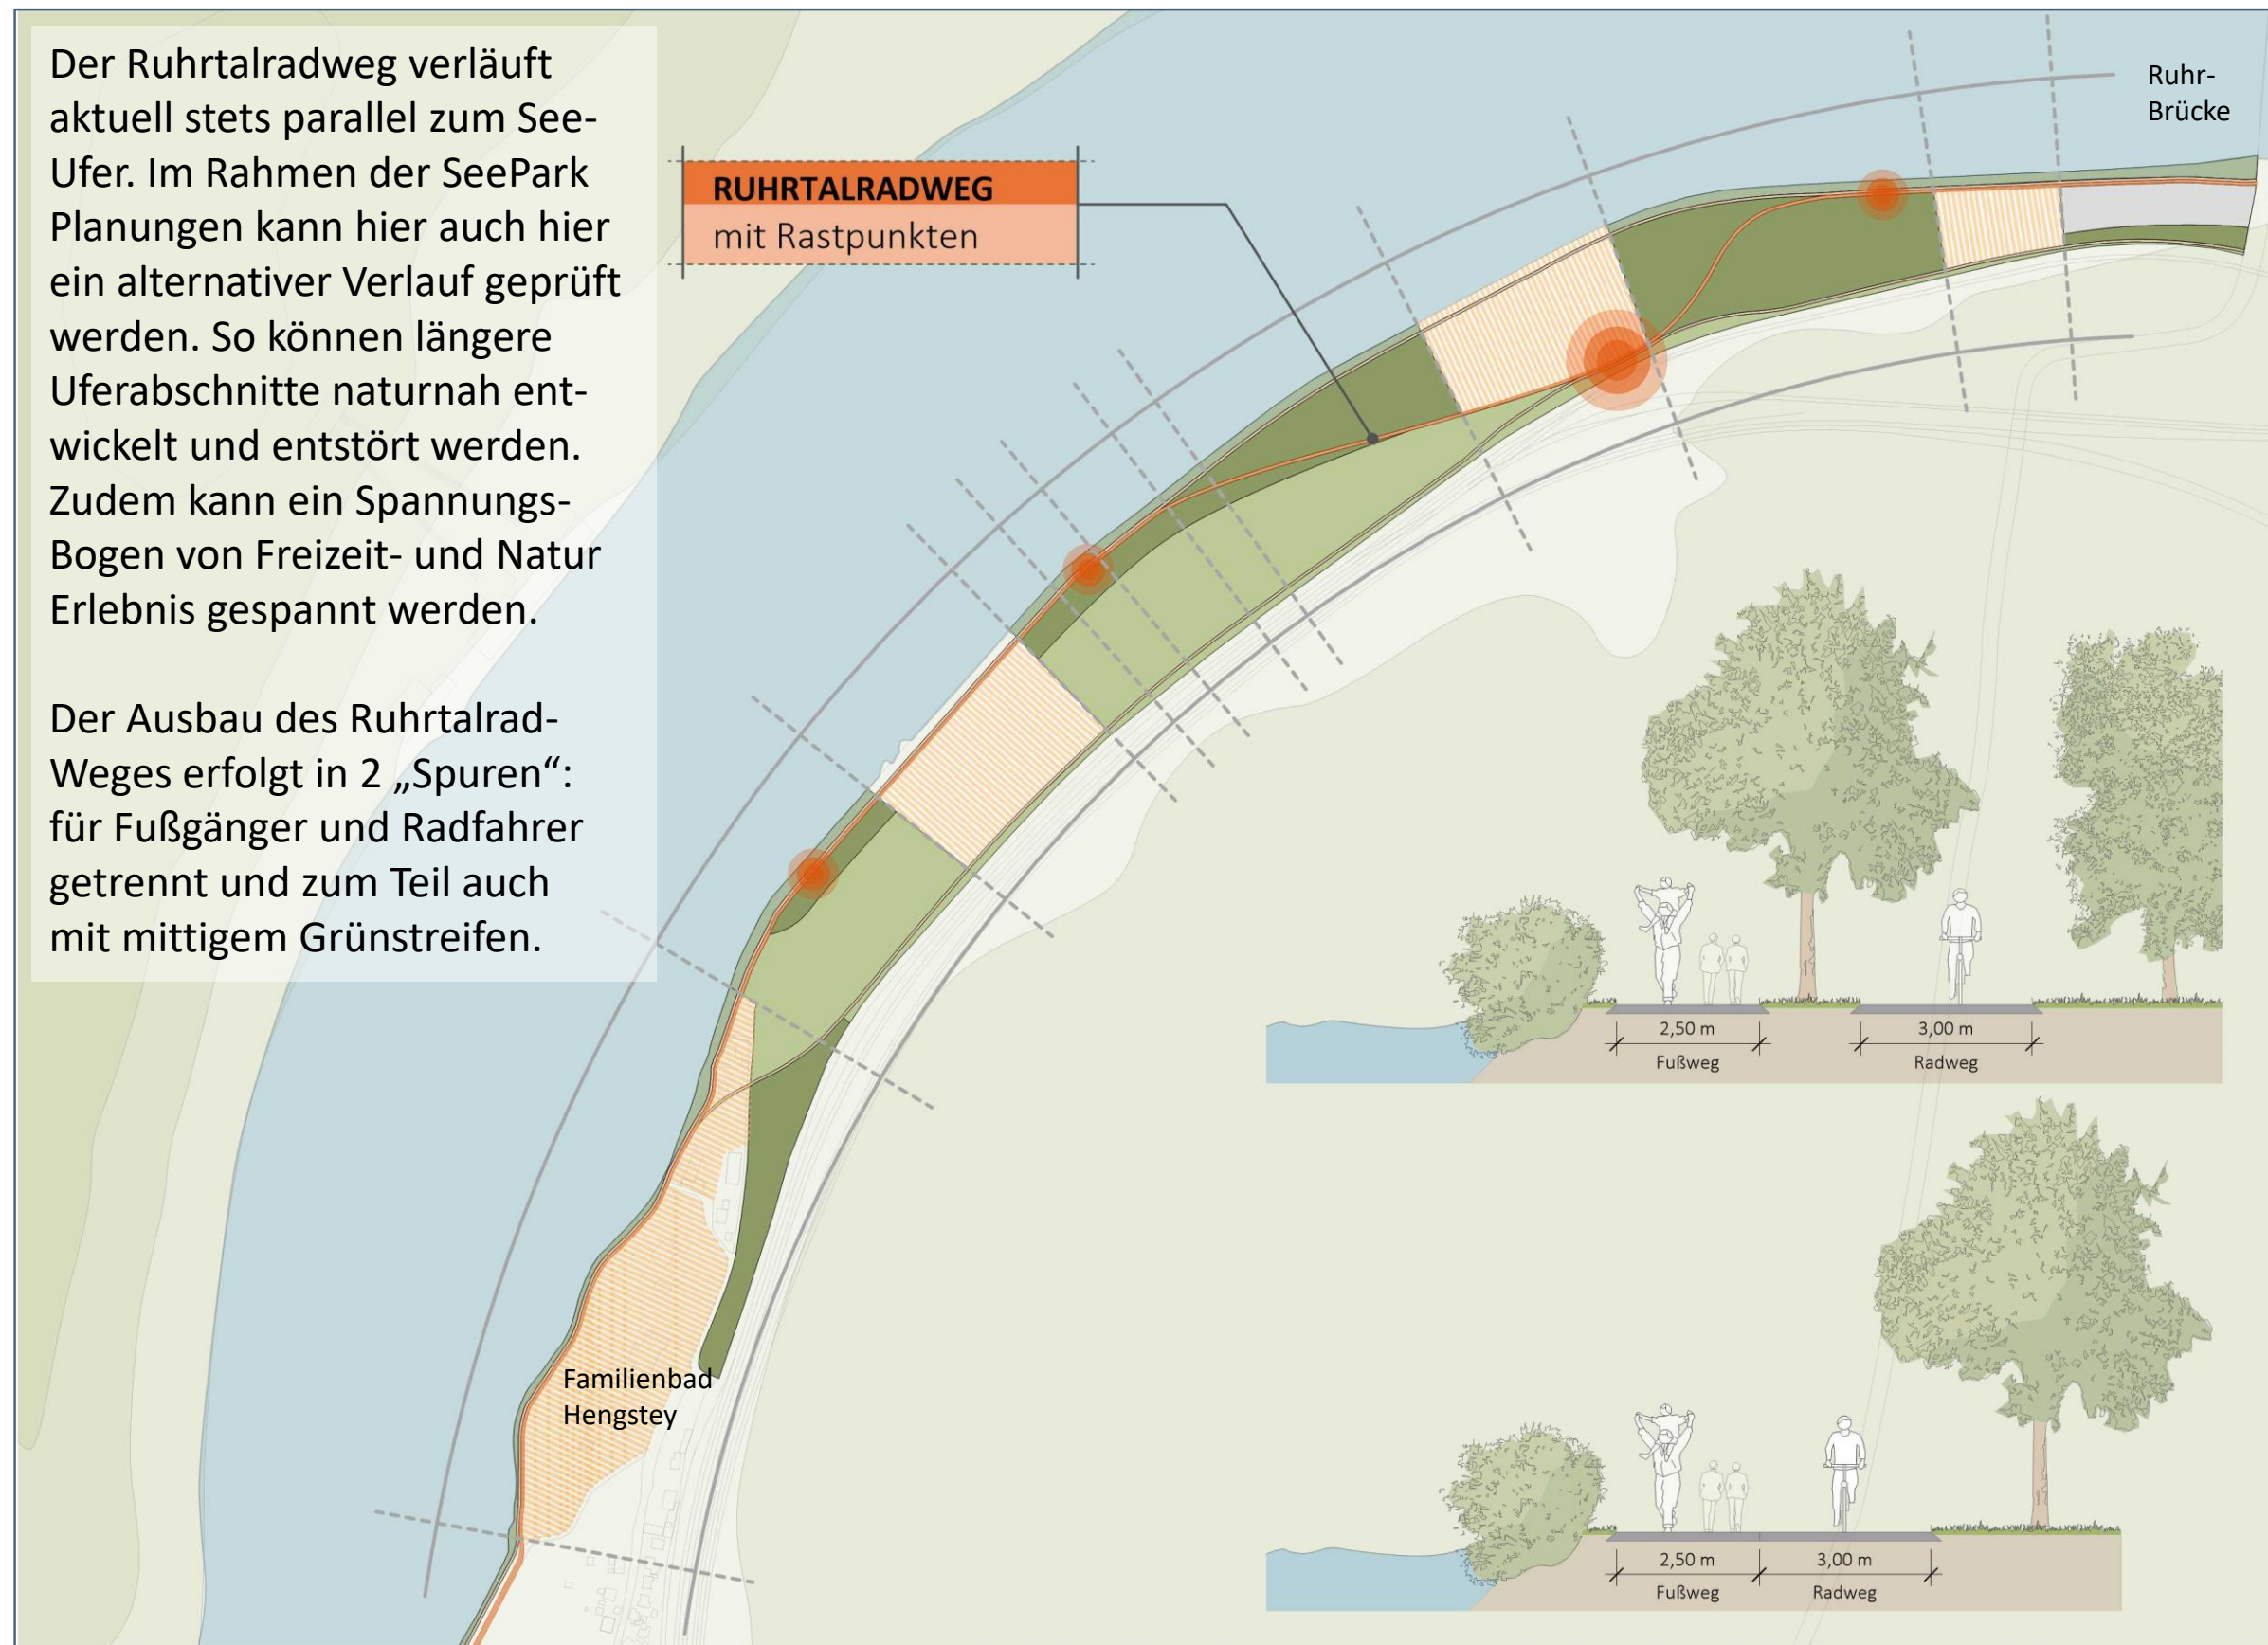 Der Ruhrtalradweg verläuft
aktuell stets parallel zum See-
Ufer. Im Rahmen der SeePark
Planungen kann hier auch hier
ein alternativer Verlauf geprüft
werden. So können längere
Uferabschnitte naturnah ent-
wickelt und entstört werden.
Zudem kann ein Spannungs-
Bogen von Freizeit- und Natur
Erlebnis gespannt werden.
Der Ausbau des Ruhrtalrad-
Weges erfolgt in 2 „Spuren“:
für Fußgänger und Radfahrer
getrennt und zum Teil auch
mit mittigem Grünstreifen.
RUHRTALRADWEG
mit Rastpunkten
Ruhr-
Brücke
Familienbad
Hengstey
2,50 m
Fußweg
3,00 m
Radweg
2,50 m
Fußweg
3,00 m
Radweg